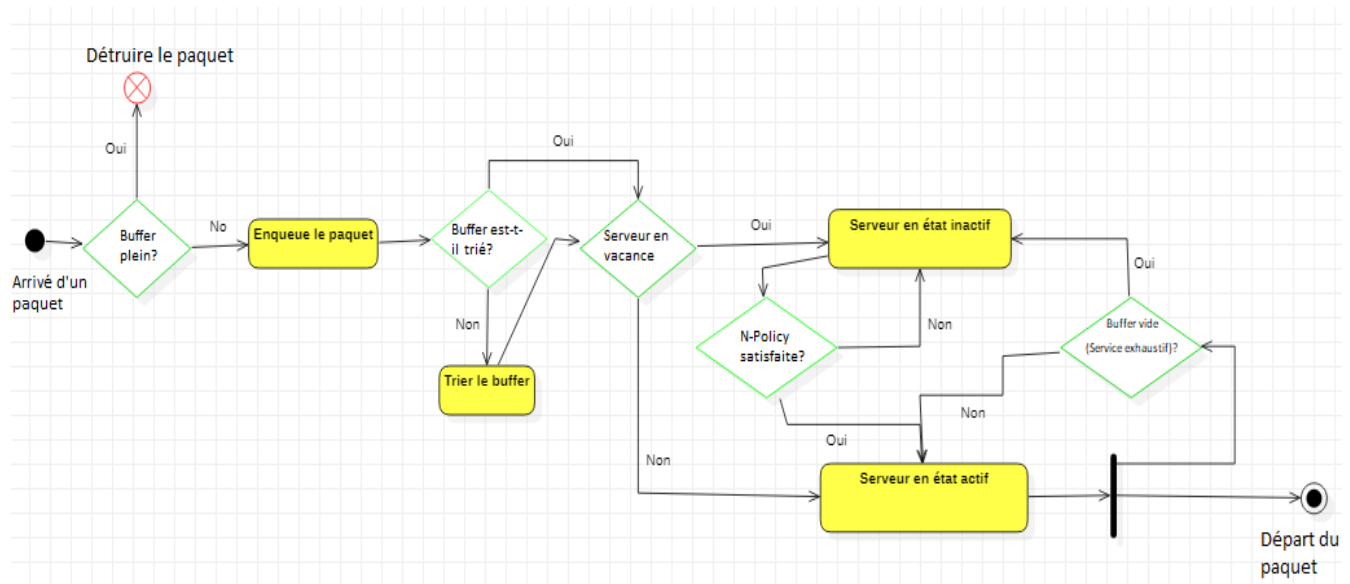 Détruire le paquet
Oui
Buffer
plein?
Arrivé d'un
paquet
No
Enqueue le paquet
Buffer est-t-
il trié?
Oui
Non
Trier le buffer
Serveur en
vacance
Oui
Non
Serveur en état inactif
N-Policy
satisfaite?
Non
Oui
Buffer vide
(Service exhaustif)?
Oui
Non
Serveur en état actif
Départ du
paquet